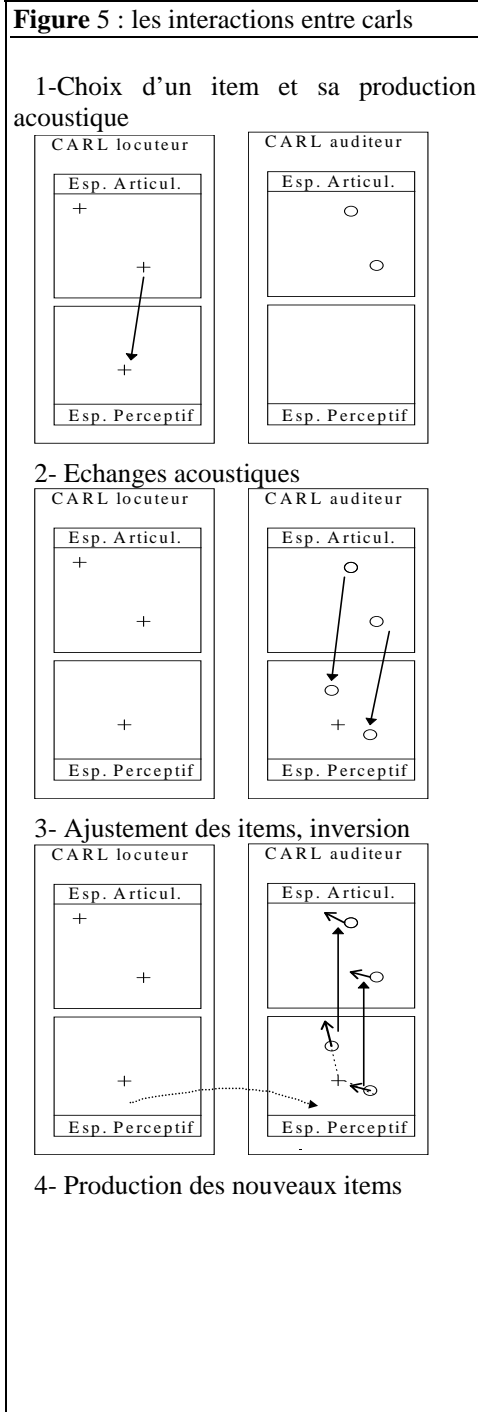 Figure 5 : les interactions entre carls
1-Choix d'un item et sa production
acoustique
CARL locuteur
CARL auditeur
Esp. Articul.
Esp. Articul.
Esp. Perceptif
Esp. Perceptif
2- Echanges acoustiques
CARL locuteur
CARL auditeur
Esp. Articul.
Esp. Articul.
Esp. Perceptif
Esp. Perceptif
3- Ajustement des items, inversion
CARL locuteur
CARL auditeur
Esp. Articul.
Esp. Articul.
Esp. Perceptif
Esp. Perceptif
4- Production des nouveaux items